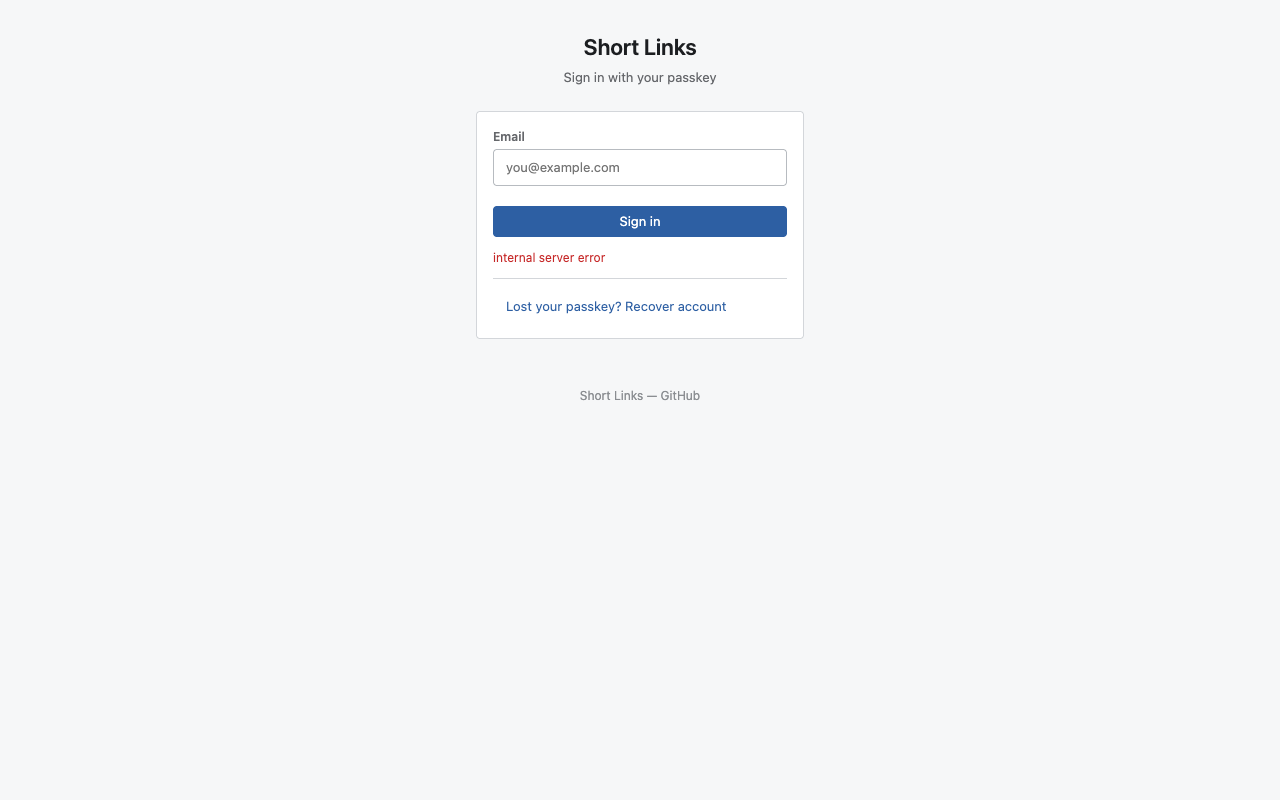 Short Links
Sign in with your passkey
Email
you@example.com
Sign in
internal server error
Lost your passkey? Recover account
Short Links — GitHub